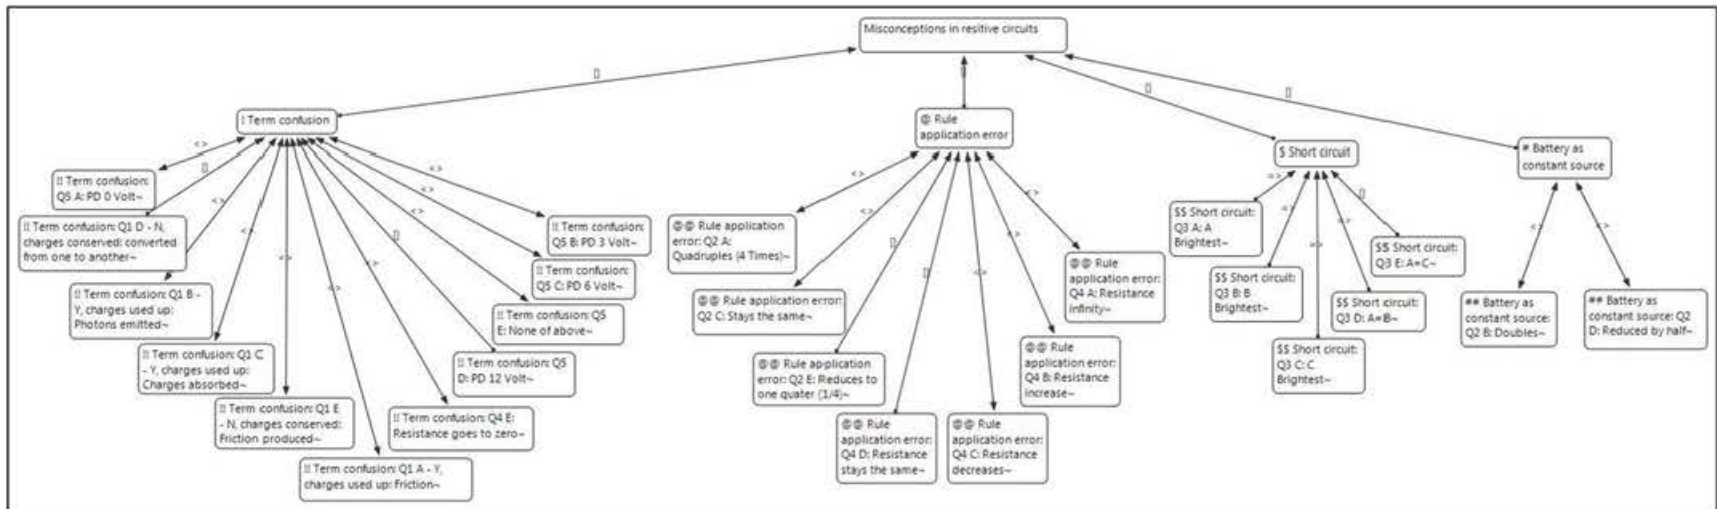 Misconceptions in resitive circuits
! Term confusion
@ Rule
application error
$ Short circuit
# Battery as
constant source
!! Term confusion:
Q5 A: PD 0 Volt~
!! Term confusion: Q1 D - N,
charges conserved: converted
from one to another~
!! Term confusion: Q1 B -
Y, charges used up:
Photons emitted~
!! Term confusion: Q1 C
- Y, charges used up:
Charges absorbed~
!! Term confusion: Q1 E
- N, charges conserved:
Friction produced~
!! Term confusion: Q1 A - Y,
charges used up: Friction~
!! Term confusion: Q4 E:
Resistance goes to zero~
!! Term confusion: Q5
D: PD 12 Volt~
!! Term confusion: Q5
E: None of above~
!! Term confusion:
Q5 C: PD 6 Volt~
!! Term confusion:
Q5 B: PD 3 Volt~
@@ Rule application
error: Q2 A:
Quadruples (4 Times)~
@@ Rule application error:
Q2 C: Stays the same~
@@ Rule application
error: Q2 E: Reduces to
one quater (1/4)~
@@ Rule
application error:
Q4 D: Resistance
stays the same~
@@ Rule
application error:
Q4 C: Resistance
decreases~
@@ Rule
application error:
Q4 B: Resistance
increase~
@@ Rule
application error:
Q4 A: Resistance
infinity~
$$ Short circuit:
Q3 A: A
Brightest~
$$ Short circuit:
Q3 B: B
Brightest~
$$ Short circuit:
Q3 C: C
Brightest~
$$ Short circuit:
Q3 D: A=B~
$$ Short circuit:
Q3 E: A=C~
## Battery as
constant source:
Q2 B: Doubles~
## Battery as
constant source: Q2
D: Reduced by half~